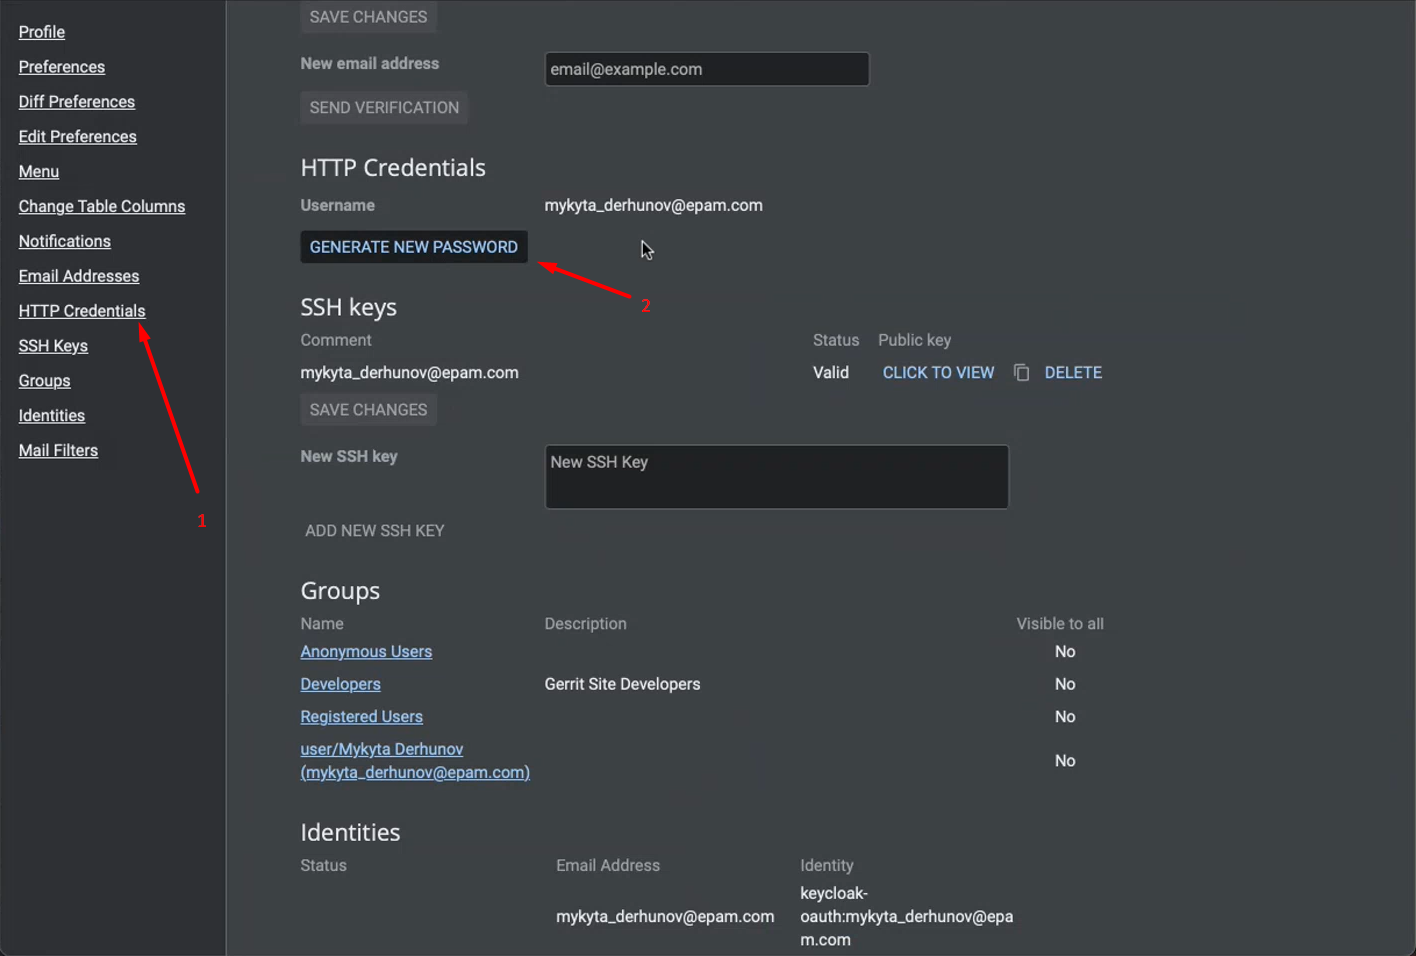 Profile
Preferences
Diff Preferences
Edit Preferences
Menu
Change Table Columns
Notifications
Email Addresses
HTTP Credentials
SSH Keys
Groups
Identities
Mail Filters
1
SAVE CHANGES
New email address
email@example.com
SEND VERIFICATION
HTTP Credentials
Username mykyta_derhunov@epam.com
GENERATE NEW PASSWORD
2
SSH keys
Comment Status Public key
mykyta_derhunov@epam.com Valid CLICK TO VIEW DELETE
SAVE CHANGES
New SSH key New SSH Key
ADD NEW SSH KEY
Groups
Name Description Visible to all
Anonymous Users No
Developers Gerrit Site Developers No
Registered Users No
user/Mykyta Derhunov
(mykyta_derhunov@epam.com) No
Identities
Status Email Address Identity
keycloak-
mykyta_derhunov@epam.com oauth:mykyta_derhunov@epa
m.com